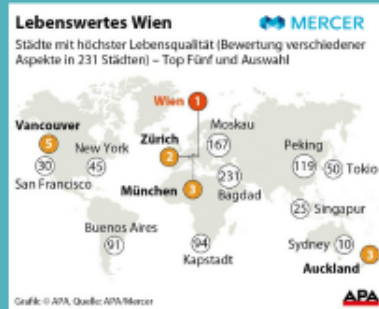 Lebenswertes Wien
MERCER
Städte mit höchster Lebensqualität (Bewertung verschiedener
Aspekte in 231 Städten) – Top Fünf und Auswahl
Wien 1
Moskau
167
Vancouver
5
New York
45
30
San Francisco
Zürich
2
München 3
231
Bagdad
Peking
119
50 Tokio
25 Singapur
Buenos Aires
91
94
Kapstadt
Sydney 10
3
Auckland
Grafik: © APA, Quelle: APA/Mercer
APA